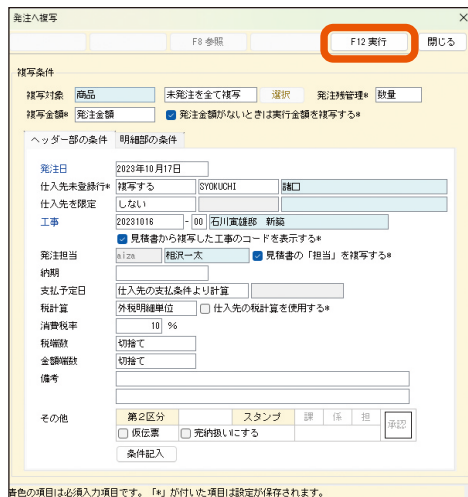 発注へ複写 ×
F8 参照 F12 実行 閉じる
複写条件
複写対象 商品 未発注を全て複写 選択 発注残管理* 数量
複写金額* 発注金額 発注金額がないときは実行金額を複写する*
ヘッダー部の条件 明細部の条件
発注日 2023年10月17日
仕入先未登録行* 複写する SYOKUCHI 諸口
仕入先を限定 しない
工事 20231016 - 00 石川寛雄邸 新築
見積書から複写した工事のコードを表示する*
発注担当 aiza 相沢一太 見積書の「担当」を複写する*
納期
支払予定日 仕入先の支払条件より計算
税計算 外税明細単位 仕入先の税計算を使用する*
消費税率 10 %
税端数 切捨て
金額端数 切捨て
備考
その他 第2区分 スタンプ 課 係 担 承認
仮伝票 完納扱いにする
条件記入
青色の項目は必須入力項目です。「*」が付いた項目は設定が保存されます。